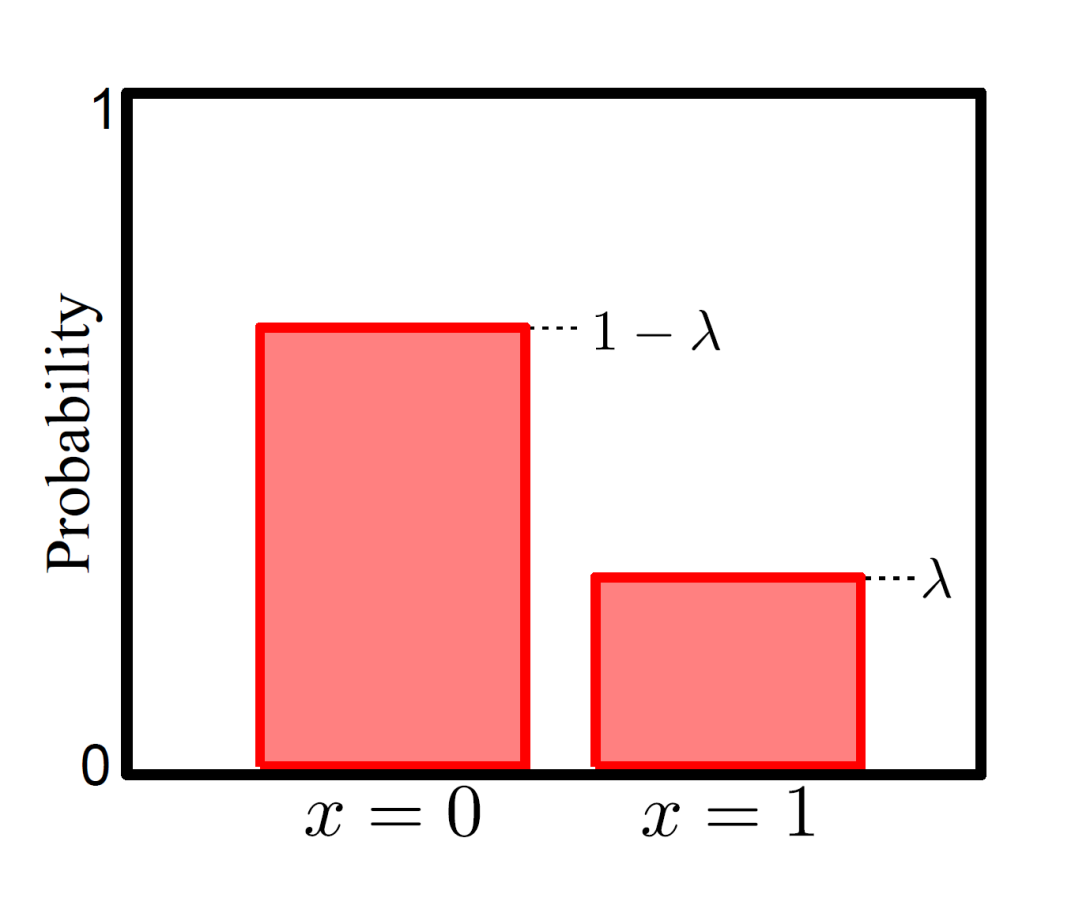 1
Probability
1 − λ
λ
0
x = 0
x = 1